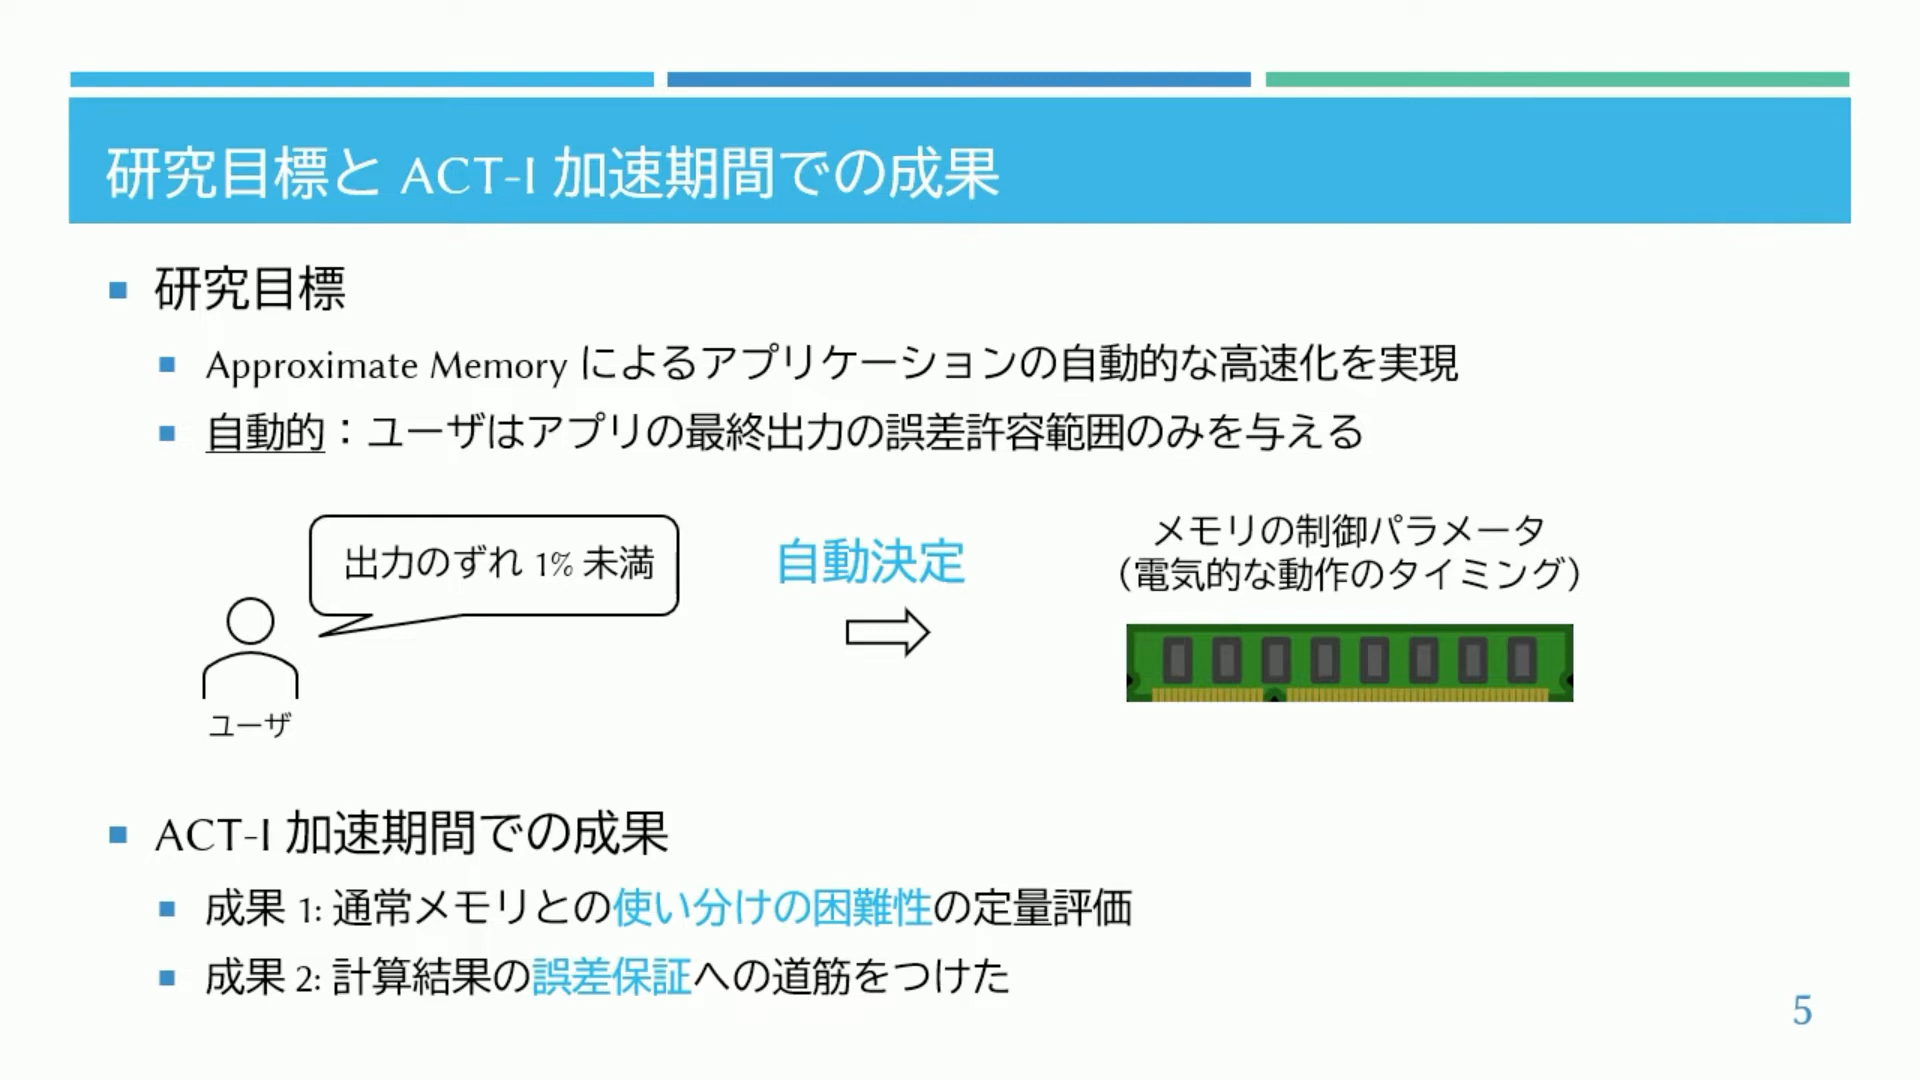 研究目標と ACT-I 加速期間での成果
研究目標
Approximate Memory によるアプリケーションの自動的な高速化を実現
自動的：ユーザはアプリの最終出力の誤差許容範囲のみを与える
出力のずれ 1% 未満
ユーザ
自動決定
メモリの制御パラメータ
（電気的な動作のタイミング）
ACT-I 加速期間での成果
成果 1: 通常メモリとの使い分けの困難性の定量評価
成果 2: 計算結果の誤差保証への道筋をつけた
5